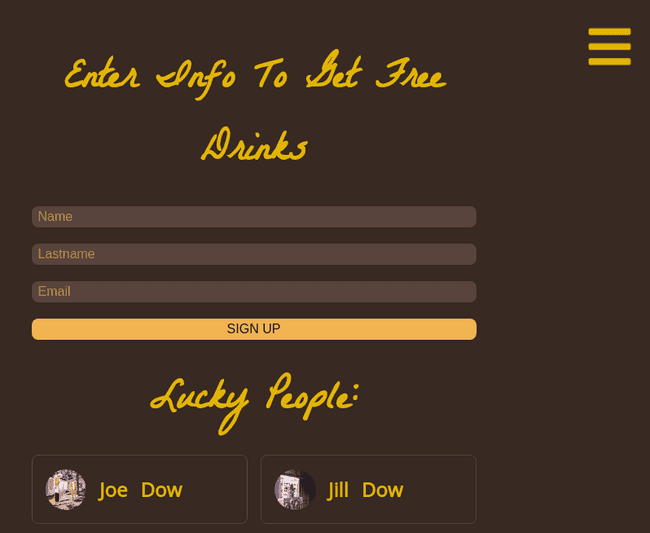 Enter Info To Get Free
Drinks
Name
Lastname
Email
SIGN UP
Lucky People:
Joe Dow
Jill Dow